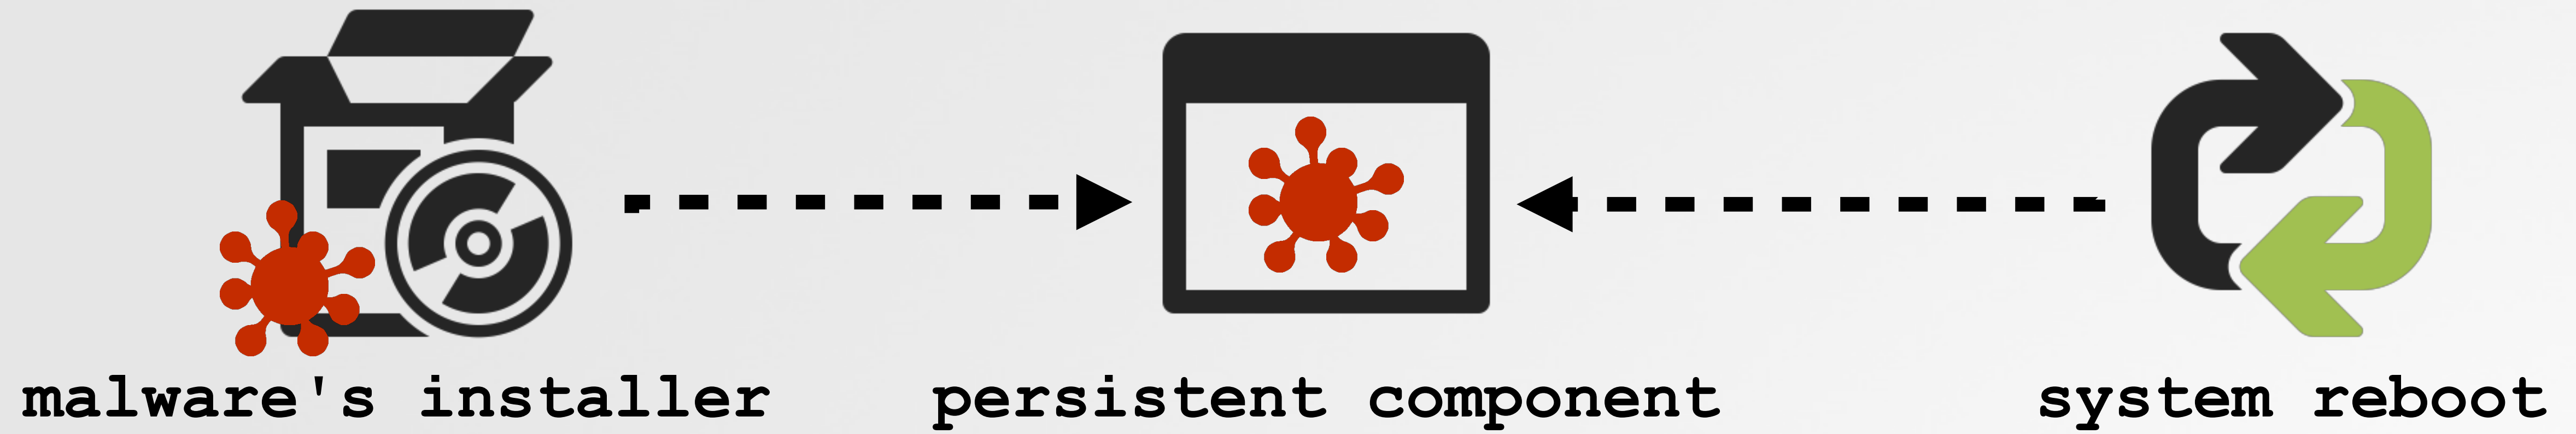 malware's installer
persistent component
system reboot